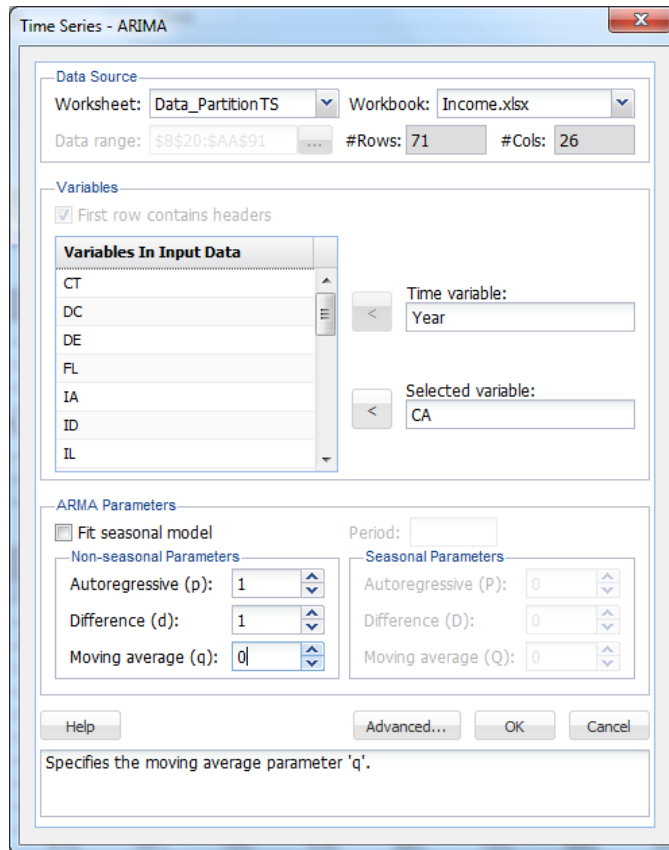 Time Series - ARIMA
Data Source
Worksheet: Data_PartitionTS Workbook: Income.xlsx
Data range: $B$20:$AA$91 ... #Rows: 71 #Cols: 26
Variables
First row contains headers
Variables In Input Data
CT
DC
DE
FL
IA
ID
IL
< Time variable:
Year
< Selected variable:
CA
ARMA Parameters
Fit seasonal model Period:
Non-seasonal Parameters Seasonal Parameters
Autoregressive (p): 1 Autoregressive (P): 0
Difference (d): 1 Difference (D): 0
Moving average (q): 0 Moving average (Q): 0
Help Advanced... OK Cancel
Specifies the moving average parameter 'q'.